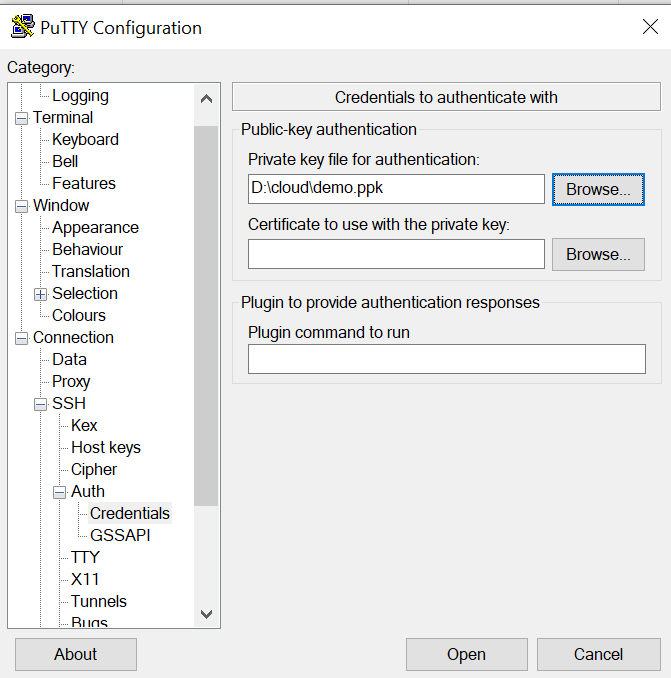 PuTTY Configuration
Category:
Logging
Terminal
Keyboard
Bell
Features
Window
Appearance
Behaviour
Translation
Selection
Colours
Connection
Data
Proxy
SSH
Kex
Host keys
Cipher
Auth
Credentials
GSSAPI
TTY
X11
Tunnels
Bugs
Credentials to authenticate with
Public-key authentication
Private key file for authentication:
D:\cloud\demo.ppk
Browse...
Certificate to use with the private key:
Browse...
Plugin to provide authentication responses
Plugin command to run
About
Open
Cancel